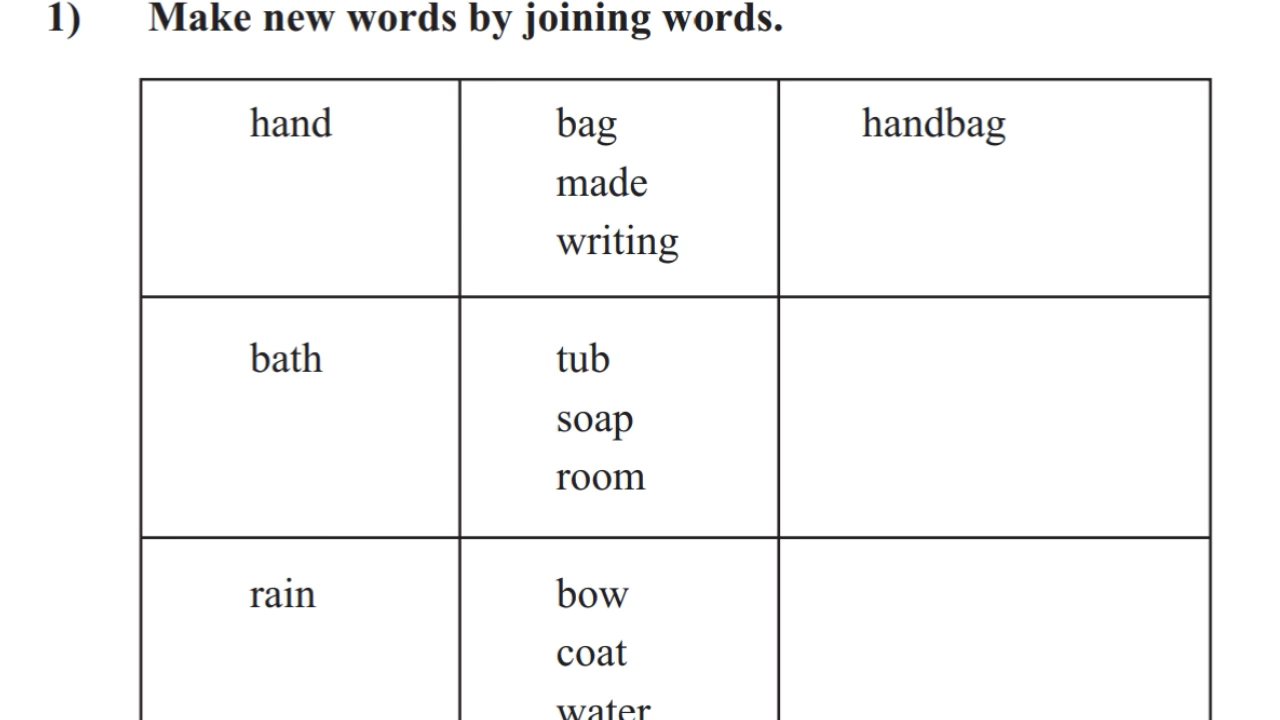 1) Make new words by joining words.
hand bag handbag
made
writing
bath tub
soap
room
rain bow
coat
water